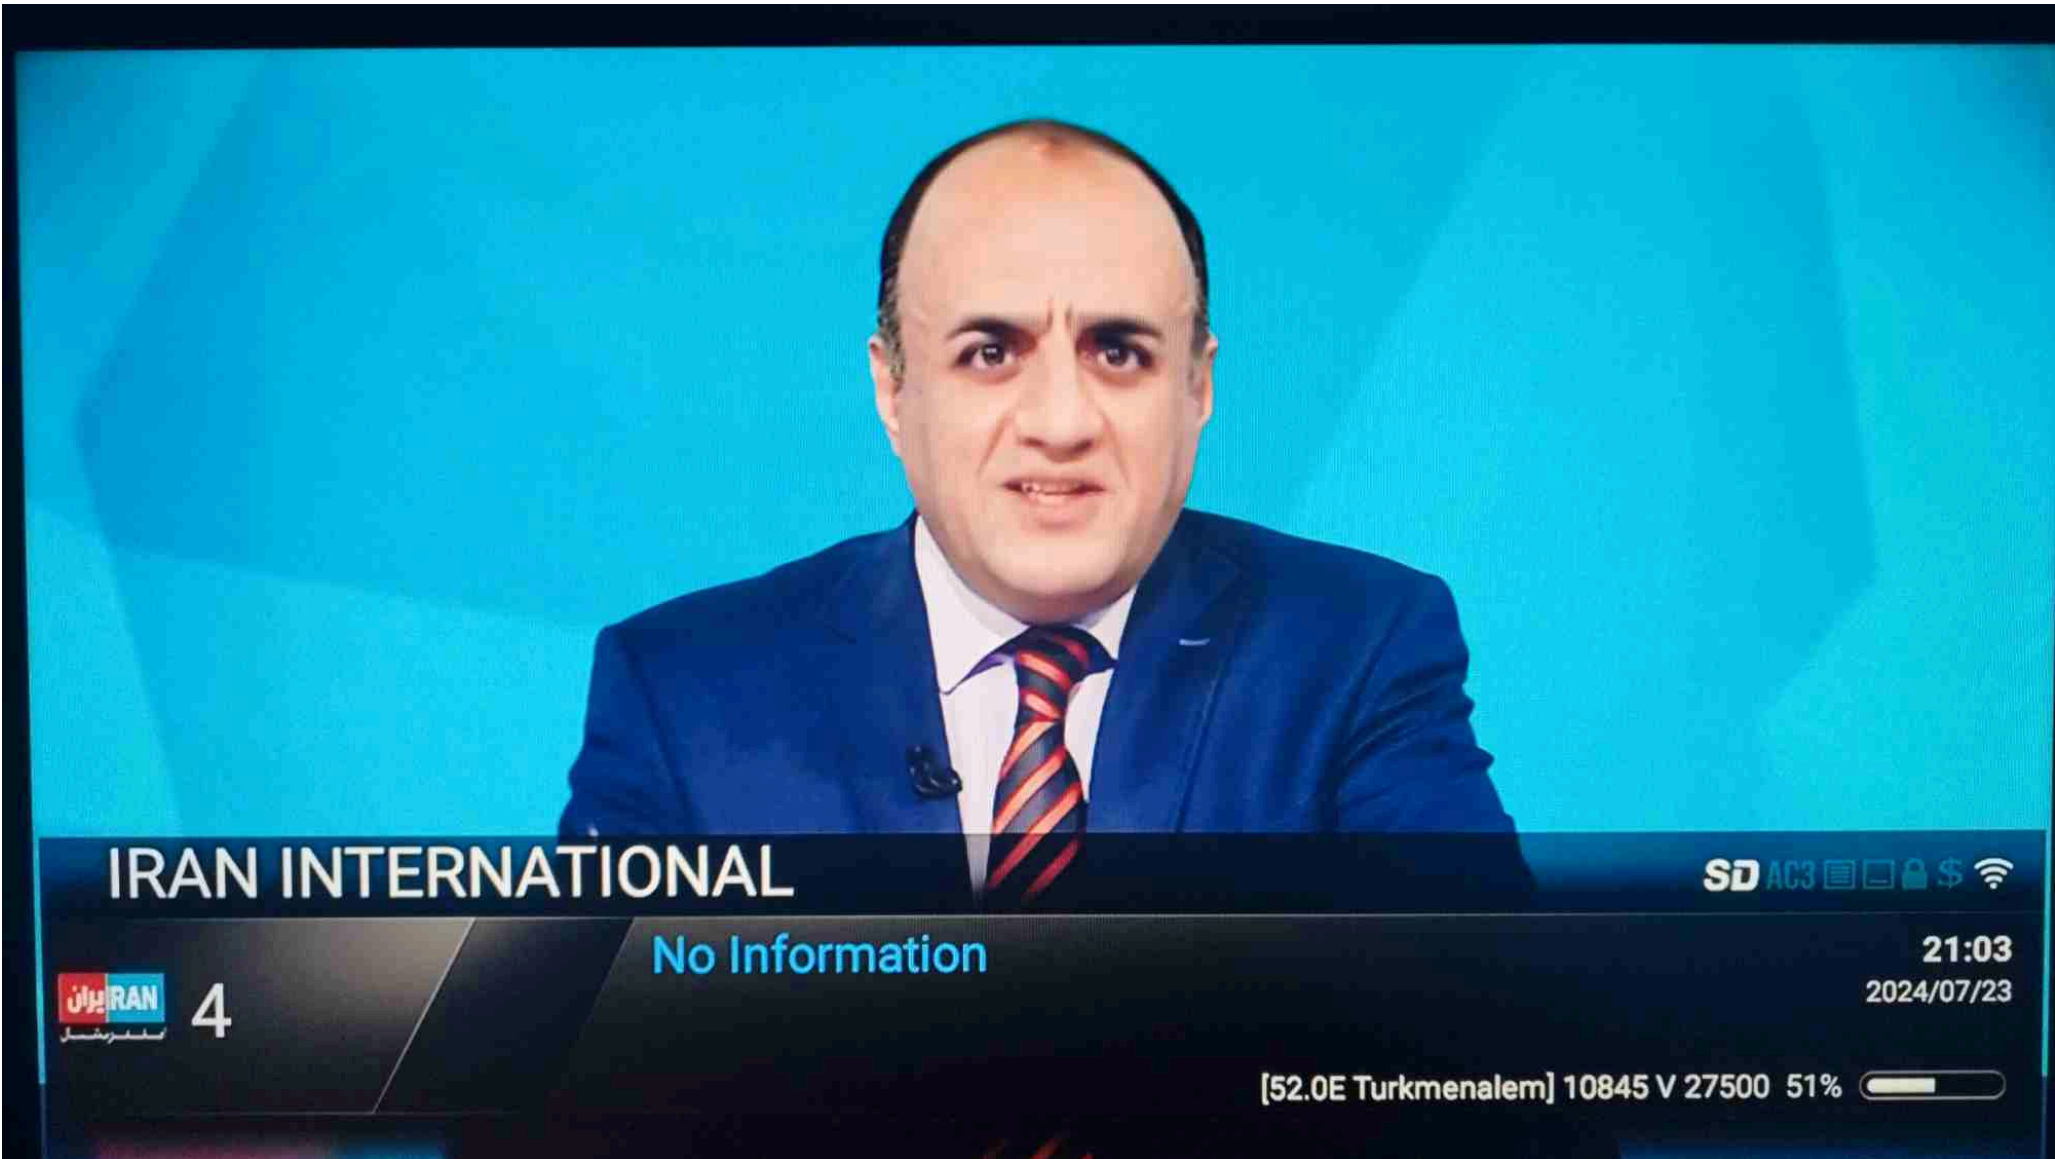 IRAN INTERNATIONAL
SD AC3 $
No Information
21:03
2024/07/23
ایران IRAN
اینترنشنال
4
[52.0E Turkmenalem] 10845 V 27500 51%